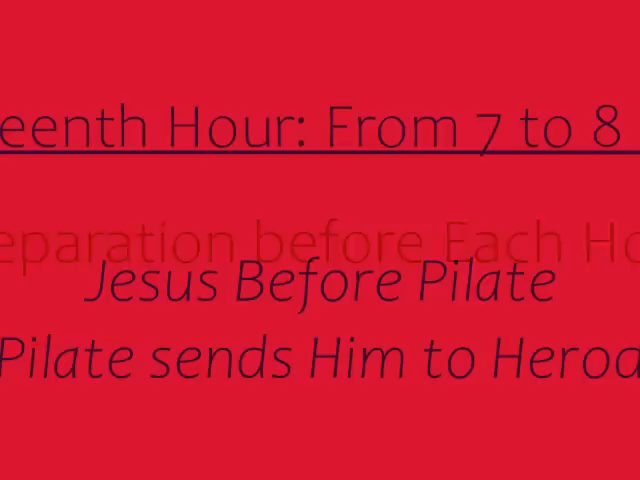 eenth Hour: From 7 to 8
eparation before Each Ho
Jesus Before Pilate
Pilate sends Him to Herod